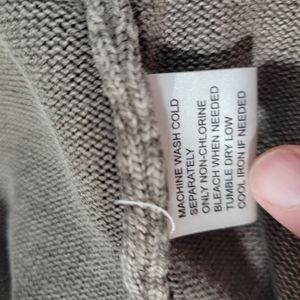 MACHINE WASH COLD
SEPARATELY
ONLY NON-CHLORINE
BLEACH WHEN NEEDED
TUMBLE DRY LOW
COOL IRON IF NEEDED